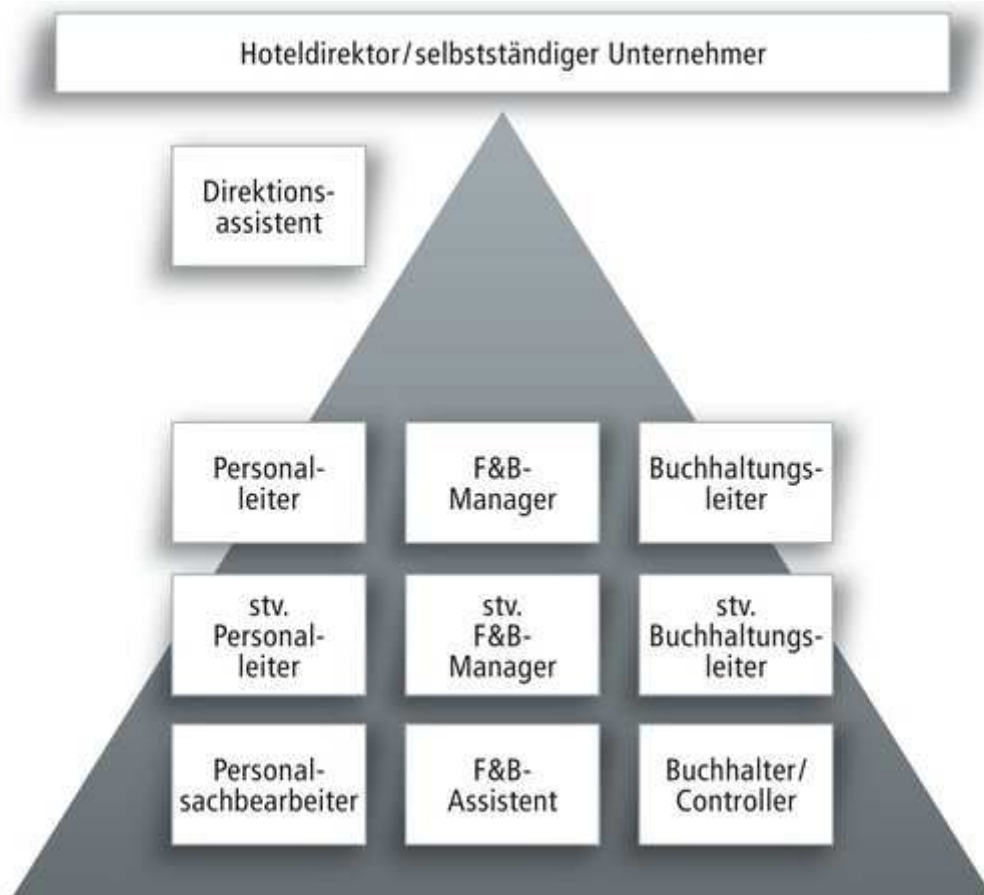 Hoteldirektor/selbstständiger Unternehmer
Direktions-
assistent
Personal-
leiter
F&B-
Manager
Buchhaltungs-
leiter
stv.
Personal-
leiter
stv.
F&B-
Manager
stv.
Buchhaltungs-
leiter
Personal-
sachbearbeiter
F&B-
Assistent
Buchhalter/
Controller